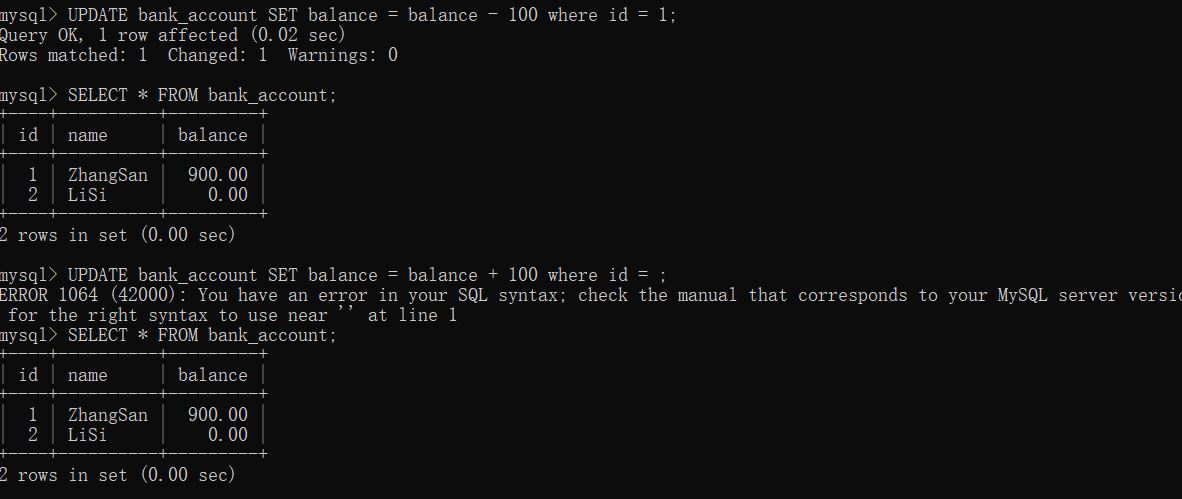 mysql> UPDATE bank_account SET balance = balance - 100 where id = 1;
Query OK, 1 row affected (0.02 sec)
Rows matched: 1  Changed: 1  Warnings: 0
mysql> SELECT * FROM bank_account;
+----+----------+---------+
| id | name     | balance |
+----+----------+---------+
|  1 | ZhangSan |  900.00 |
|  2 | LiSi     |    0.00 |
+----+----------+---------+
2 rows in set (0.00 sec)
mysql> UPDATE bank_account SET balance = balance + 100 where id = ;
ERROR 1064 (42000): You have an error in your SQL syntax; check the manual that corresponds to your MySQL server versio
 for the right syntax to use near '' at line 1
mysql> SELECT * FROM bank_account;
+----+----------+---------+
| id | name     | balance |
+----+----------+---------+
|  1 | ZhangSan |  900.00 |
|  2 | LiSi     |    0.00 |
+----+----------+---------+
2 rows in set (0.00 sec)